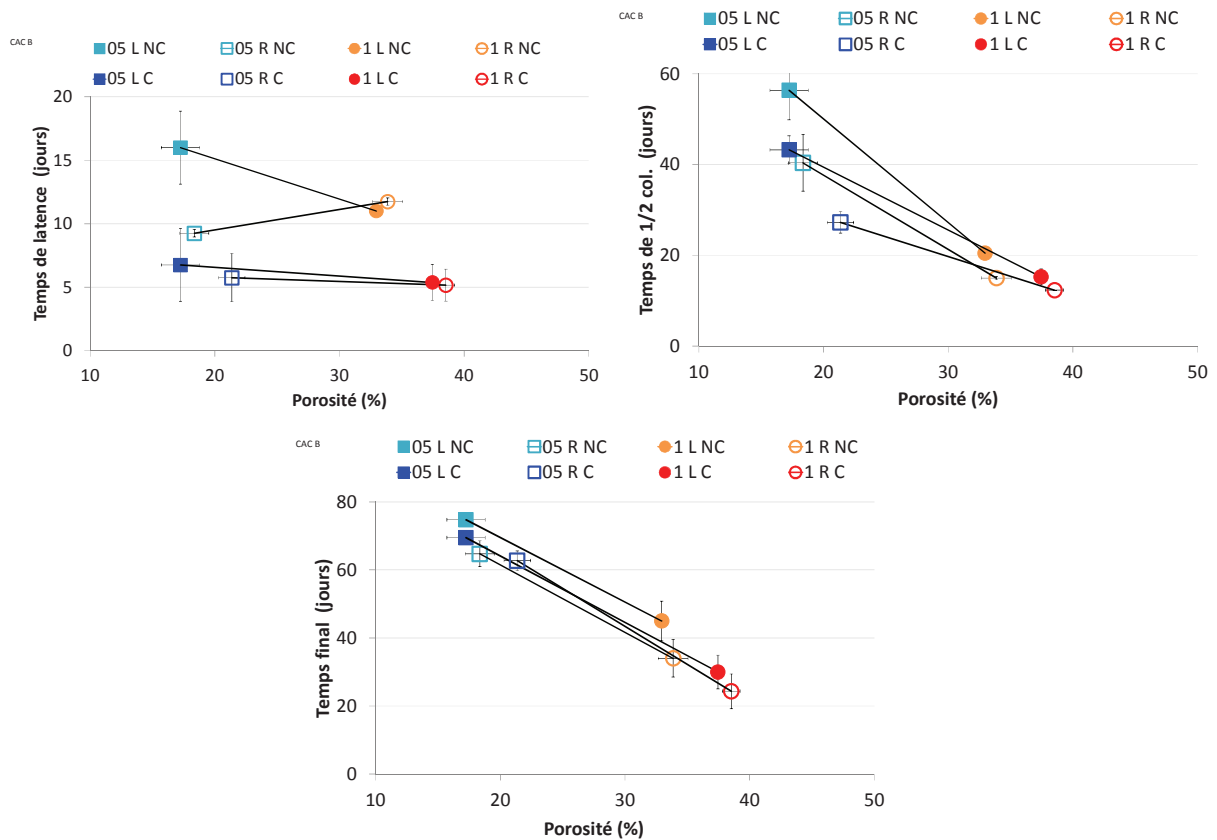 CAC B
05 L NC 05 R NC 1 L NC 1 R NC
05 L C 05 R C 1 L C 1 R C
Temps de latence (jours)
20
15
10
5
0
10 20 30 40 50
Porosité (%)
CAC B
05 L NC 05 R NC 1 L NC 1 R NC
05 L C 05 R C 1 L C 1 R C
Temps de 1/2 col. (jours)
60
40
20
0
10 20 30 40 50
Porosité (%)
CAC B
05 L NC 05 R NC 1 L NC 1 R NC
05 L C 05 R C 1 L C 1 R C
Temps final (jours)
80
60
40
20
0
10 20 30 40 50
Porosité (%)